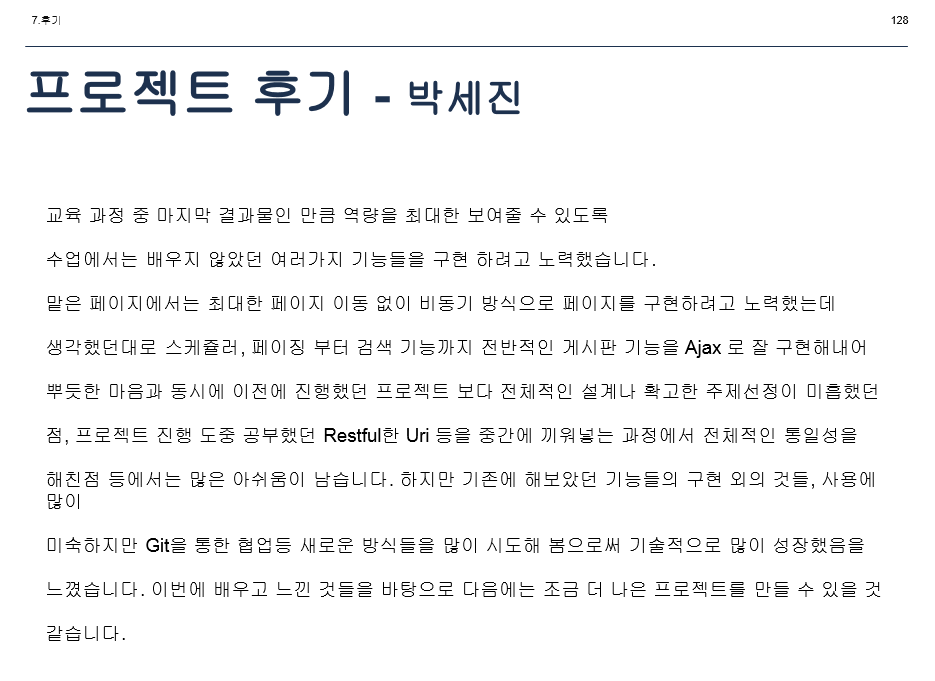 7.후기
128
프로젝트 후기 - 박세진
교육 과정 중 마지막 결과물인 만큼 역량을 최대한 보여줄 수 있도록
수업에서는 배우지 않았던 여러가지 기능들을 구현 하려고 노력했습니다.
맡은 페이지에서는 최대한 페이지 이동 없이 비동기 방식으로 페이지를 구현하려고 노력했는데
생각했던대로 스케쥴러, 페이징 부터 검색 기능까지 전반적인 게시판 기능을 Ajax 로 잘 구현해내어
뿌듯한 마음과 동시에 이전에 진행했던 프로젝트 보다 전체적인 설계나 확고한 주제선정이 미흡했던
점, 프로젝트 진행 도중 공부했던 Restful한 Uri 등을 중간에 끼워넣는 과정에서 전체적인 통일성을
해친점 등에서는 많은 아쉬움이 남습니다. 하지만 기존에 해보았던 기능들의 구현 외의 것들, 사용에
많이
미숙하지만 Git을 통한 협업등 새로운 방식들을 많이 시도해 봄으로써 기술적으로 많이 성장했음을
느꼈습니다. 이번에 배우고 느낀 것들을 바탕으로 다음에는 조금 더 나은 프로젝트를 만들 수 있을 것
같습니다.